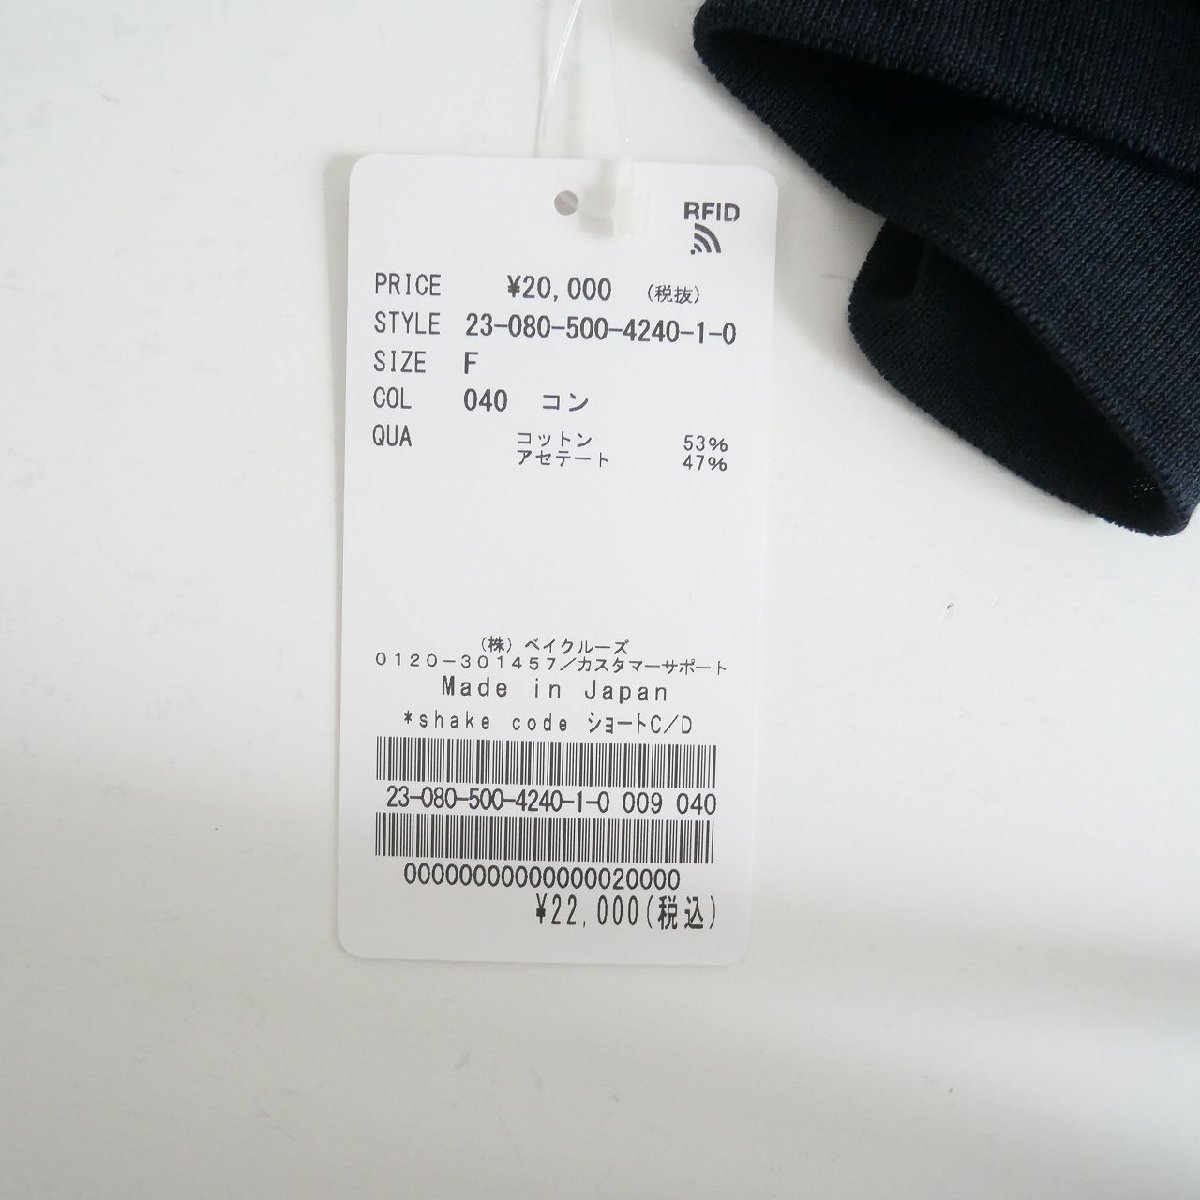 RFID
PRICE ¥20,000 (税抜)
STYLE 23-080-500-4240-1-0
SIZE F
COL 040 コン
QUA コットン 53%
アセテート 47%
(株)ベイクルーズ
0120-301457/カスタマーサポート
Made in Japan
*shake code ショートC/D
23-080-500-4240-1-0 009 040
00000000000000020000
¥22,000(税込)